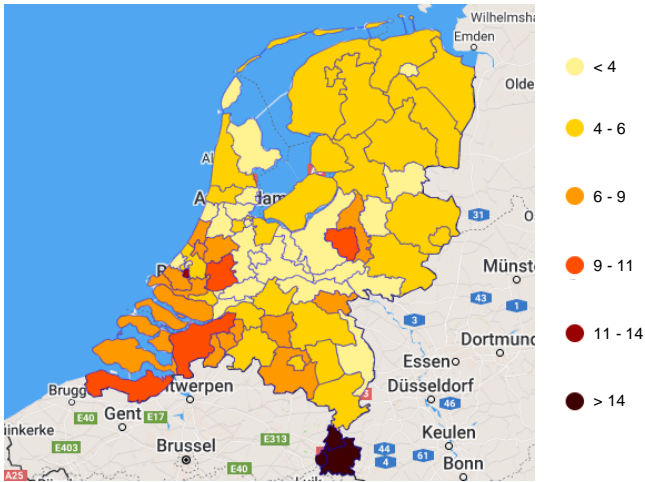 Wilhelmsha
Emden
Olde
< 4
4 - 6
6 - 9
9 - 11
11 - 14
> 14
31
Münst
43
1
3
Dortmund
Essen
Düsseldorf
46
Brugg
twerpen
E40
Gent
E17
inkerke
E403
E313
Brussel
Keulen
44
4
61
Bonn
E40
A25